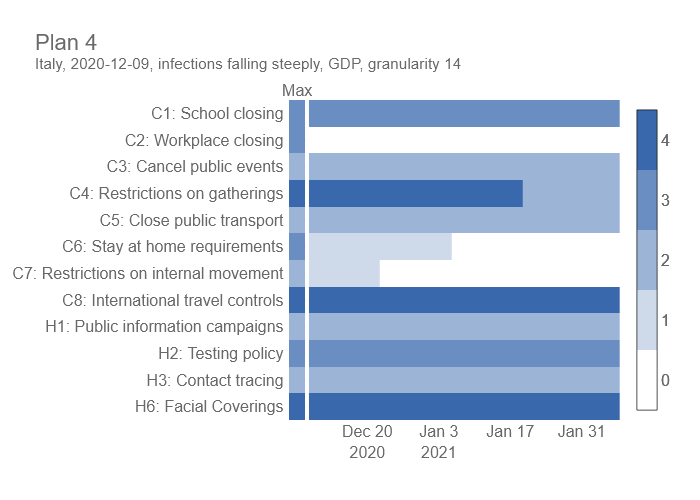 Plan 4
Italy, 2020-12-09, infections falling steeply, GDP, granularity 14
Max
C1: School closing
C2: Workplace closing
C3: Cancel public events
C4: Restrictions on gatherings
C5: Close public transport
C6: Stay at home requirements
C7: Restrictions on internal movement
C8: International travel controls
H1: Public information campaigns
H2: Testing policy
H3: Contact tracing
H6: Facial Coverings
4
3
2
1
0
Dec 20 Jan 3 Jan 17 Jan 31
2020 2021